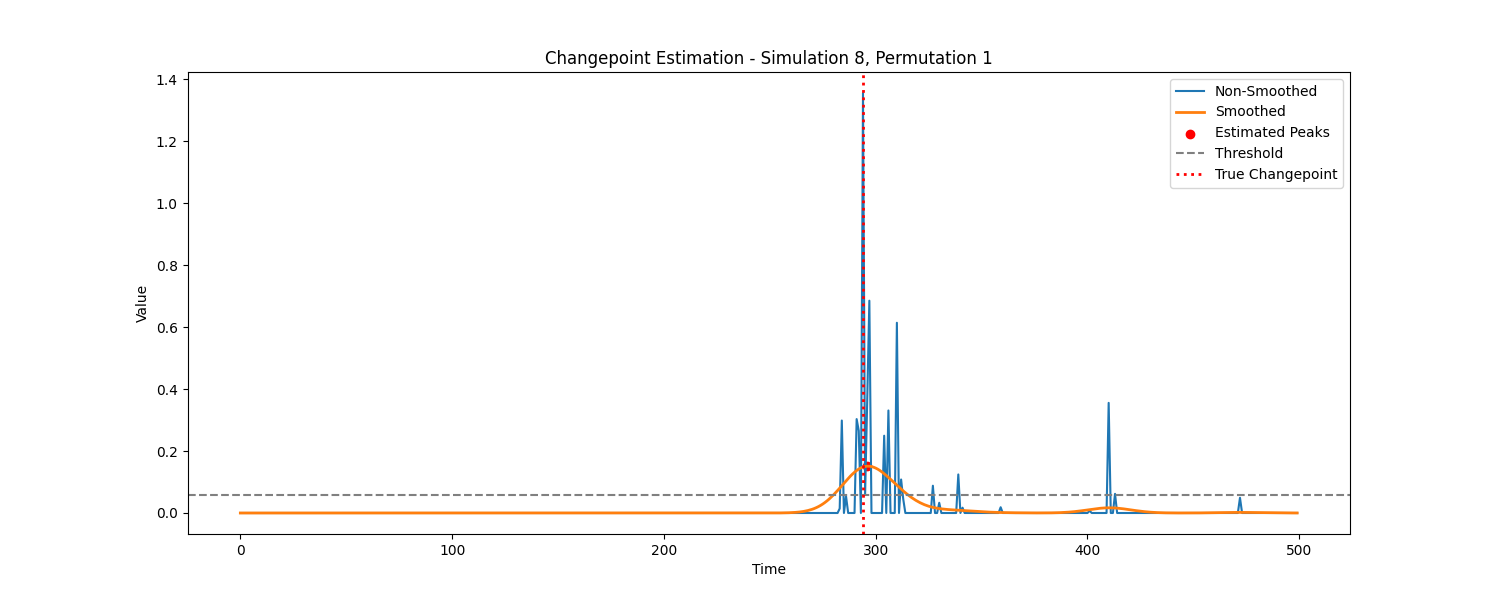 Changepoint Estimation - Simulation 8, Permutation 1
1.4
1.2
1.0
0.8
0.6
0.4
0.2
0.0
Value
Non-Smoothed
Smoothed
Estimated Peaks
Threshold
True Changepoint
0 100 200 300 400 500
Time